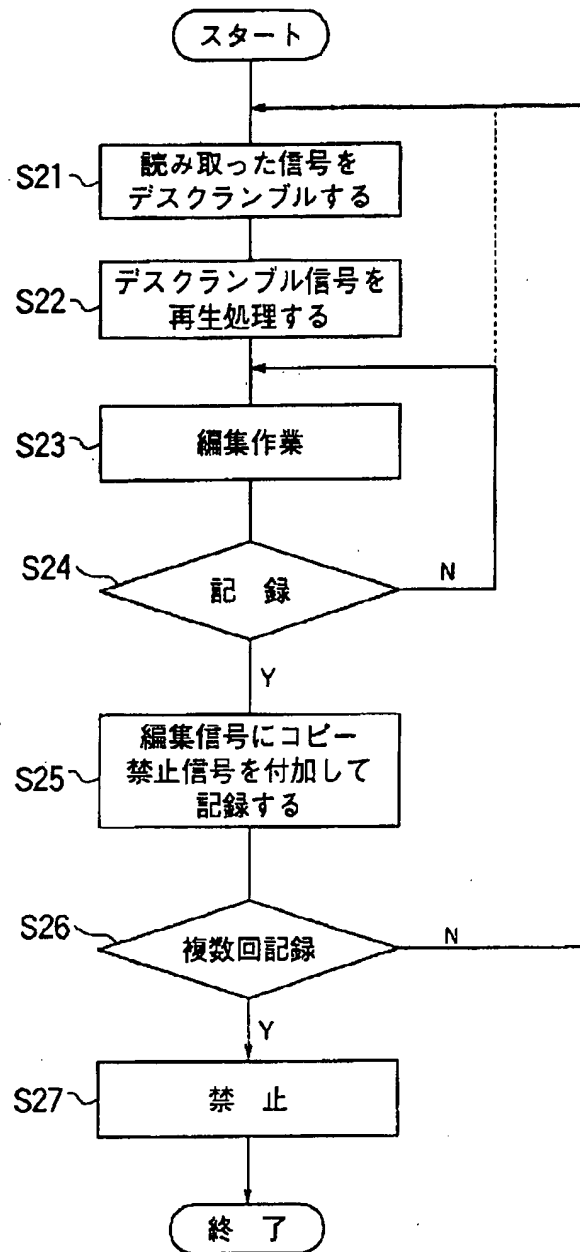 スタート
S21
読み取った信号を
デスクランブルする
S22
デスクランブル信号を
再生処理する
S23
編集作業
S24
記 録
N
Y
S25
編集信号にコピー
禁止信号を付加して
記録する
S26
複数回記録
N
Y
S27
禁 止
終 了